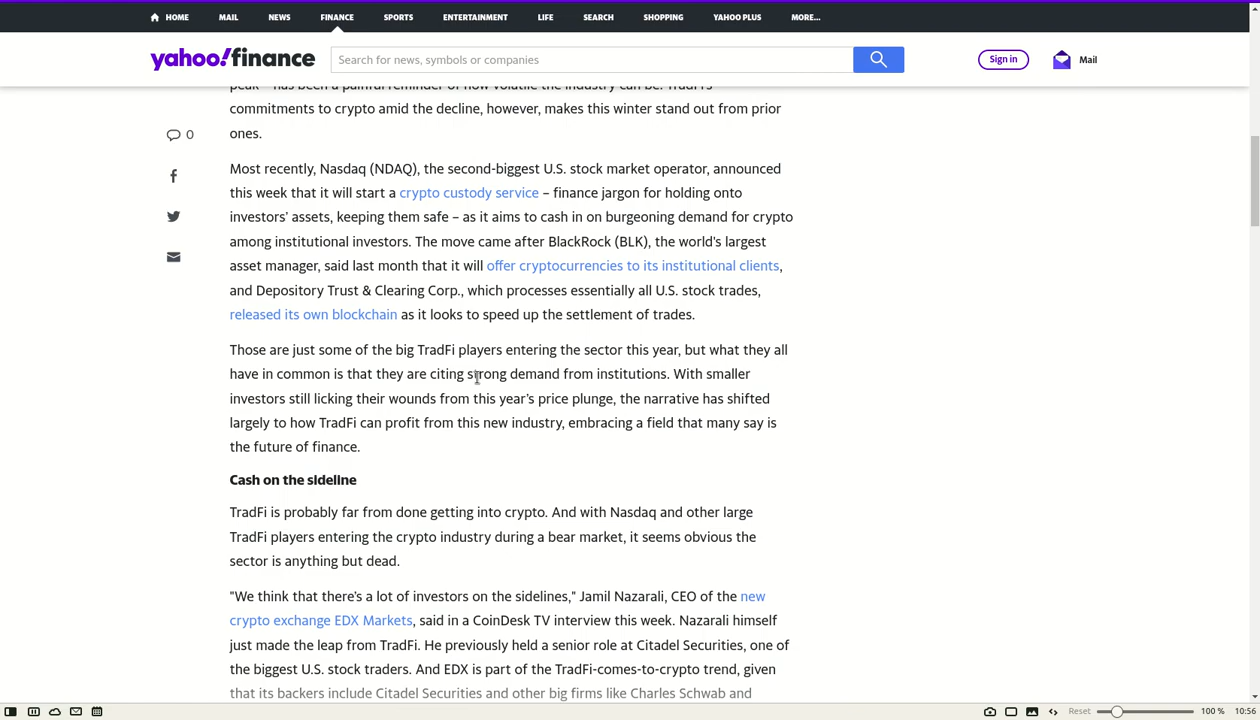 HOME MAIL NEWS FINANCE SPORTS ENTERTAINMENT LIFE SEARCH SHOPPING YAHOO PLUS MORE...
yahoo!finance
Search for news, symbols or companies
Sign in
Mail
peak – has been a painful reminder of how volatile the industry can be. TradFi's
commitments to crypto amid the decline, however, makes this winter stand out from prior
ones.
0
Most recently, Nasdaq (NDAQ), the second-biggest U.S. stock market operator, announced
this week that it will start a crypto custody service – finance jargon for holding onto
investors' assets, keeping them safe – as it aims to cash in on burgeoning demand for crypto
among institutional investors. The move came after BlackRock (BLK), the world's largest
asset manager, said last month that it will offer cryptocurrencies to its institutional clients,
and Depository Trust & Clearing Corp., which processes essentially all U.S. stock trades,
released its own blockchain as it looks to speed up the settlement of trades.
Those are just some of the big TradFi players entering the sector this year, but what they all
have in common is that they are citing strong demand from institutions. With smaller
investors still licking their wounds from this year's price plunge, the narrative has shifted
largely to how TradFi can profit from this new industry, embracing a field that many say is
the future of finance.
Cash on the sideline
TradFi is probably far from done getting into crypto. And with Nasdaq and other large
TradFi players entering the crypto industry during a bear market, it seems obvious the
sector is anything but dead.
"We think that there's a lot of investors on the sidelines," Jamil Nazarali, CEO of the new
crypto exchange EDX Markets, said in a CoinDesk TV interview this week. Nazarali himself
just made the leap from TradFi. He previously held a senior role at Citadel Securities, one of
the biggest U.S. stock traders. And EDX is part of the TradFi-comes-to-crypto trend, given
that its backers include Citadel Securities and other big firms like Charles Schwab and
Reset 100 % 10:56